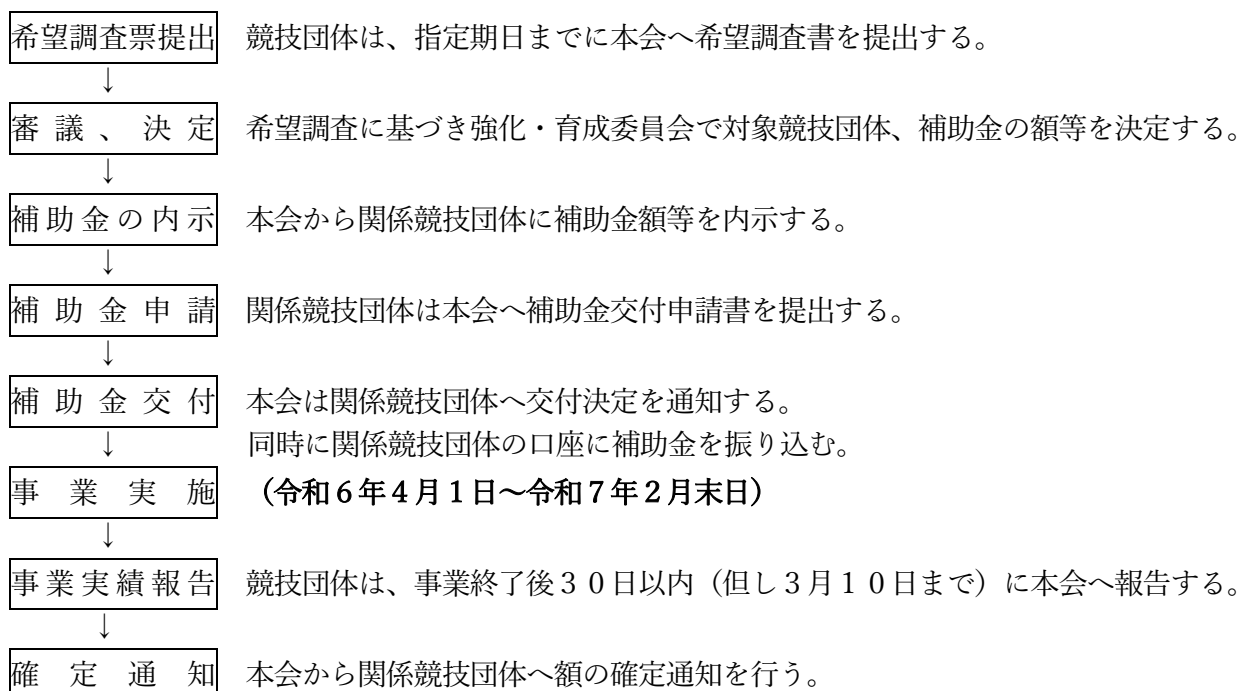 希望調査票提出 競技団体は、指定期日までに本会へ希望調査書を提出する。
↓
審議、決定 希望調査に基づき強化・育成委員会で対象競技団体、補助金の額等を決定する。
↓
補助金の内示 本会から関係競技団体に補助金額等を内示する。
↓
補助金申請 関係競技団体は本会へ補助金交付申請書を提出する。
↓
補助金交付 本会は関係競技団体へ交付決定を通知する。
↓ 同時に関係競技団体の口座に補助金を振り込む。
事業実施 （令和６年４月１日～令和７年２月末日）
↓
事業実績報告 競技団体は、事業終了後３０日以内（但し３月１０日まで）に本会へ報告する。
↓
確定通知 本会から関係競技団体へ額の確定通知を行う。